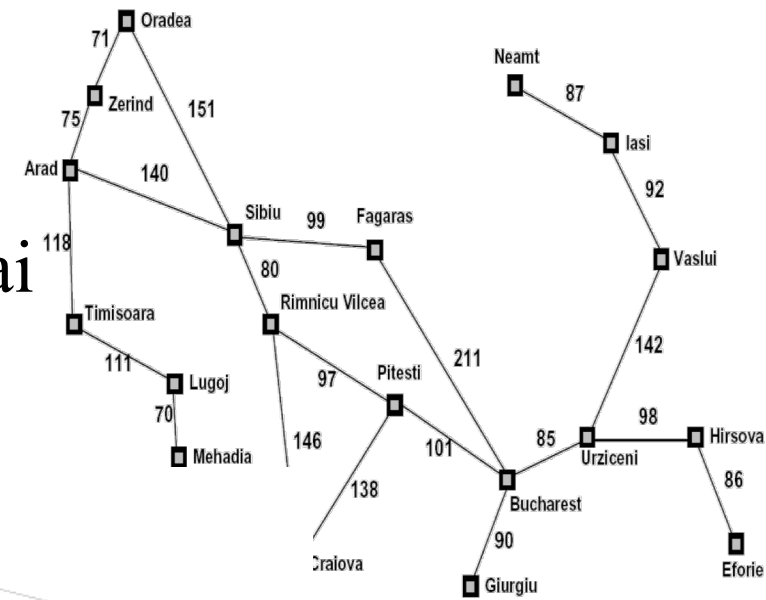 Oradea
71
Neamt
87
Zerind
151
75
Iasi
Arad
140
92
Sibiu
Fagaras
99
118
ai
80
Vaslui
Timisoara
Rimnicu Vilcea
111
211
142
97
Pitesti
Lugoj
70
146
101
85
98
Hirsova
Mehadia
Urziceni
138
86
Bucharest
90
Craiova
Eforie
Giurgiu